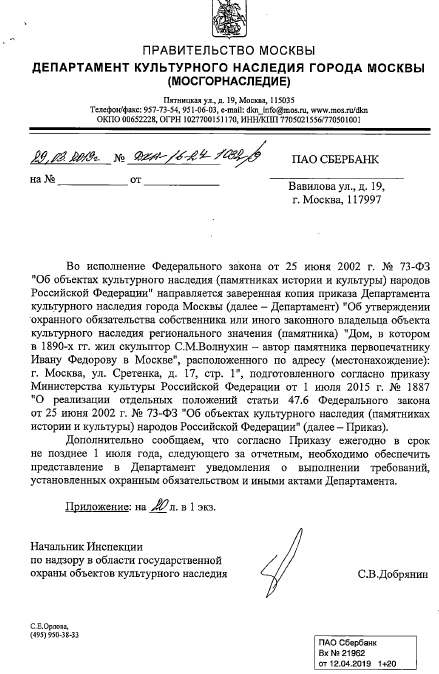 ПРАВИТЕЛЬСТВО МОСКВЫ
ДЕПАРТАМЕНТ КУЛЬТУРНОГО НАСЛЕДИЯ ГОРОДА МОСКВЫ
(МОСГОРНАСЛЕДИЕ)
Пятницкая ул., д. 19, Москва, 115035
Телефон/факс: 957-73-54, 951-06-03, e-mail: dkn_info@mos.ru, www.mos.ru/dkn
ОКПО 00652228, ОГРН 1027700151170, ИНН/КПП 7705021556/770501001
29.03.2019г. № ДКН-16-24-1032/9
на № от
ПАО СБЕРБАНК
Вавилова ул., д. 19,
г. Москва, 117997
Во исполнение Федерального закона от 25 июня 2002 г. № 73-ФЗ
"Об объектах культурного наследия (памятниках истории и культуры) народов
Российской Федерации" направляется заверенная копия приказа Департамента
культурного наследия города Москвы (далее – Департамент) "Об утверждении
охранного обязательства собственника или иного законного владельца объекта
культурного наследия регионального значения (памятника) "Дом, в котором
в 1890-х гг. жил скульптор С.М.Волнухин – автор памятника первопечатнику
Ивану Федорову в Москве", расположенного по адресу (местонахождение):
г. Москва, ул. Сретенка, д. 17, стр. 1", подготовленного согласно приказу
Министерства культуры Российской Федерации от 1 июля 2015 г. № 1887
"О реализации отдельных положений статьи 47.6 Федерального закона
от 25 июня 2002 г. № 73-ФЗ "Об объектах культурного наследия (памятниках
истории и культуры) народов Российской Федерации" (далее – Приказ).
Дополнительно сообщаем, что согласно Приказу ежегодно в срок
не позднее 1 июля года, следующего за отчетным, необходимо обеспечить
представление в Департамент уведомления о выполнении требований,
установленных охранным обязательством и иными актами Департамента.
Приложение: на 20 л. в 1 экз.
Начальник Инспекции
по надзору в области государственной
охраны объектов культурного наследия
С.В.Добрянин
С.Е.Орлова,
(495) 950-38-33
ПАО Сбербанк
Вх № 21962
от 12.04.2019 1+20